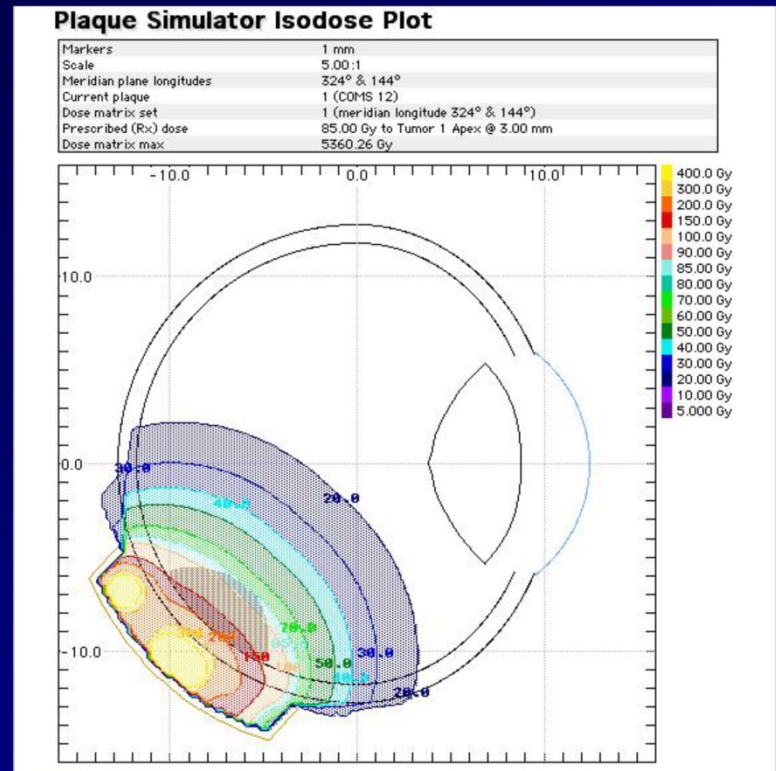 Plaque Simulator Isodose Plot
Markers 1 mm
Scale 5.00:1
Meridian plane longitudes 324° & 144°
Current plaque 1 (COMS 12)
Dose matrix set 1 (meridian longitude 324° & 144°)
Prescribed (Rx) dose 85.00 Gy to Tumor 1 Apex @ 3.00 mm
Dose matrix max 5360.26 Gy
-10.0 0.0 10.0
400.0 Gy
300.0 Gy
200.0 Gy
150.0 Gy
100.0 Gy
90.00 Gy
85.00 Gy
80.00 Gy
70.00 Gy
60.00 Gy
50.00 Gy
40.00 Gy
30.00 Gy
20.00 Gy
10.00 Gy
5.000 Gy
10.0
0.0
30.0
40.0
20.0
70.0
200
150
50.0
30.0
-10.0
20.0